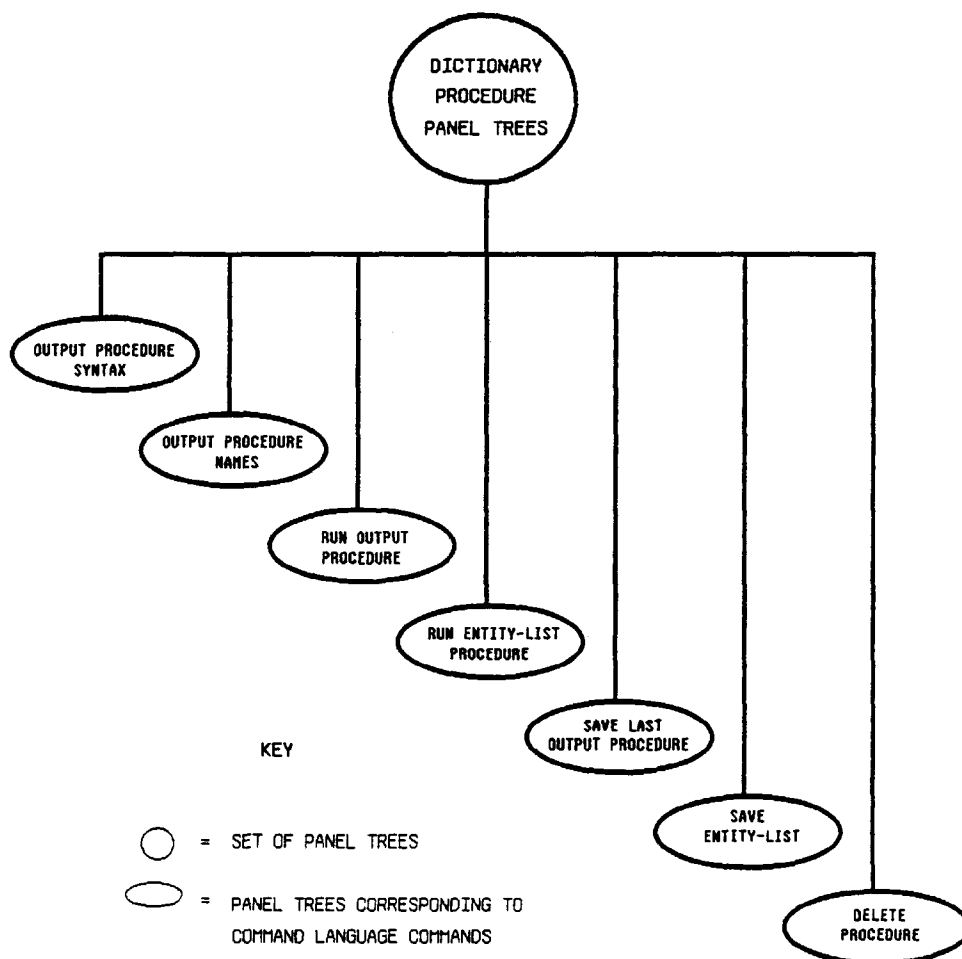 DICTIONARY
PROCEDURE
PANEL TREES
OUTPUT PROCEDURE
SYNTAX
OUTPUT PROCEDURE
NAMES
RUN OUTPUT
PROCEDURE
RUN ENTITY-LIST
PROCEDURE
SAVE LAST
OUTPUT PROCEDURE
SAVE
ENTITY-LIST
DELETE
PROCEDURE
KEY
= SET OF PANEL TREES
= PANEL TREES CORRESPONDING TO
COMMAND LANGUAGE COMMANDS